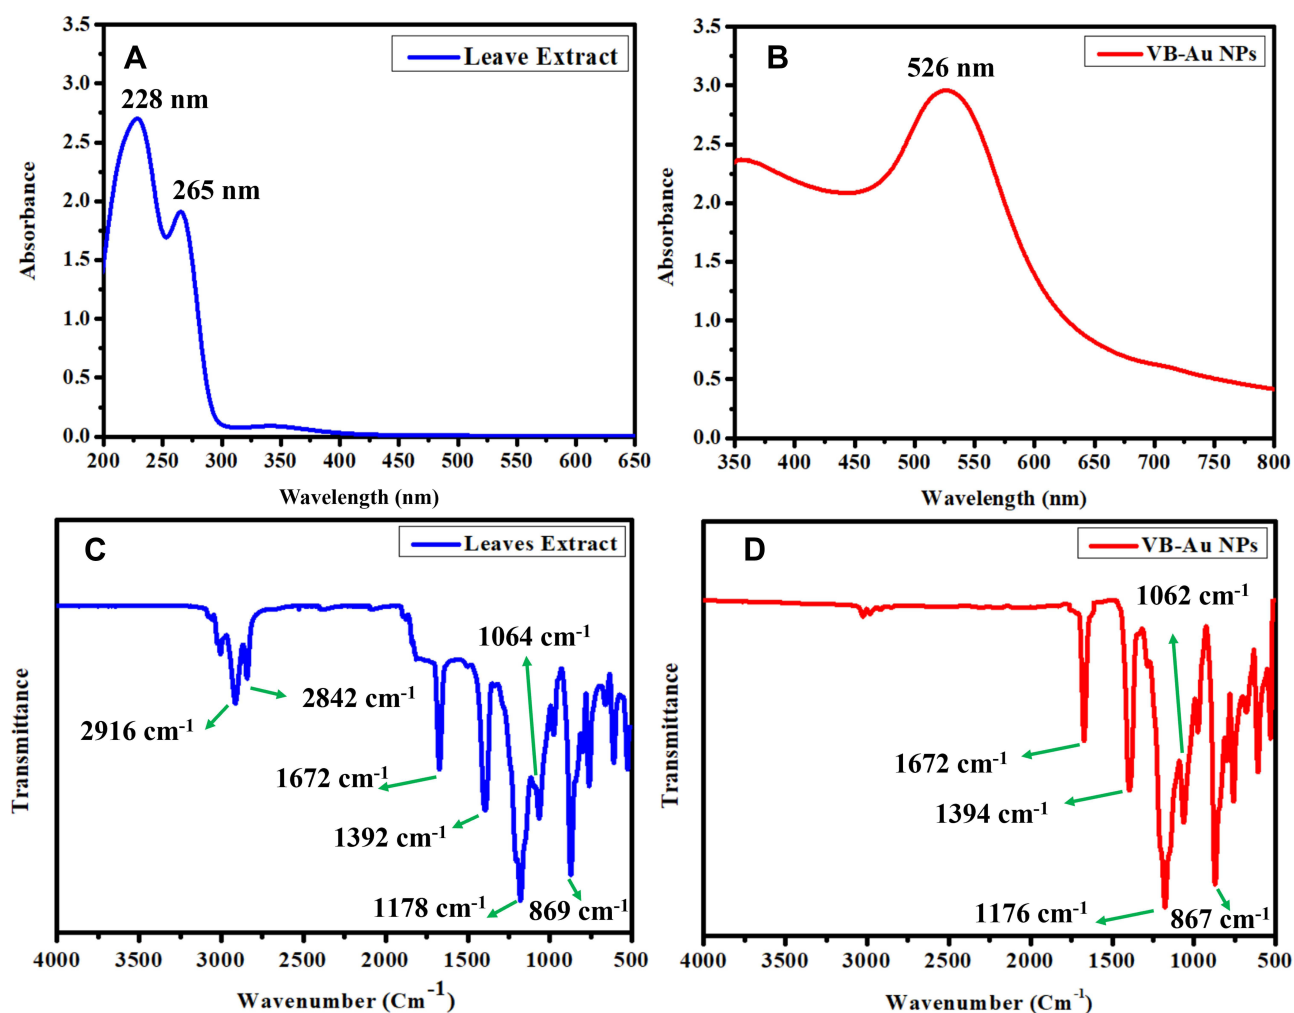 A
Leave Extract
228 nm
265 nm
3.5
3.0
2.5
2.0
1.5
1.0
0.5
0.0
Absorbance
200 250 300 350 400 450 500 550 600 650
Wavelength (nm)
B
VB-Au NPs
526 nm
3.5
3.0
2.5
2.0
1.5
1.0
0.5
0.0
Absorbance
350 400 450 500 550 600 650 700 750 800
Wavelength (nm)
C
Leaves Extract
1064 cm-1
2842 cm-1
2916 cm-1
1672 cm-1
1392 cm-1
1178 cm-1
869 cm-1
Transmittance
4000 3500 3000 2500 2000 1500 1000 500
Wavenumber (Cm-1)
D
VB-Au NPs
1062 cm-1
1672 cm-1
1394 cm-1
1176 cm-1
867 cm-1
Transmittance
4000 3500 3000 2500 2000 1500 1000 500
Wavenumber (Cm-1)